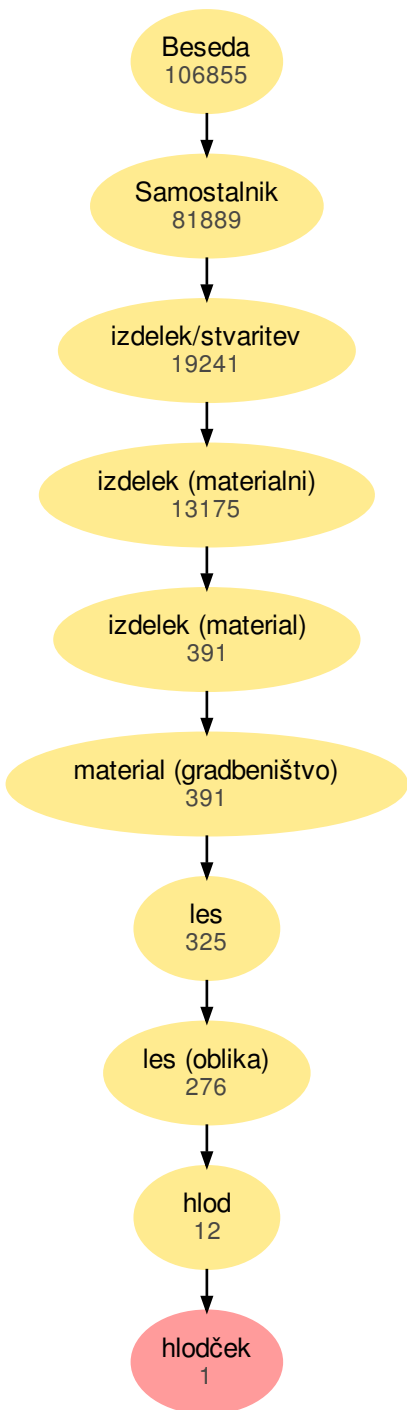 Beseda
106855
Samostalnik
81889
izdelek/stvaritev
19241
izdelek (materialni)
13175
izdelek (material)
391
material (gradbeništvo)
391
les
325
les (oblika)
276
hlod
12
hlodček
1